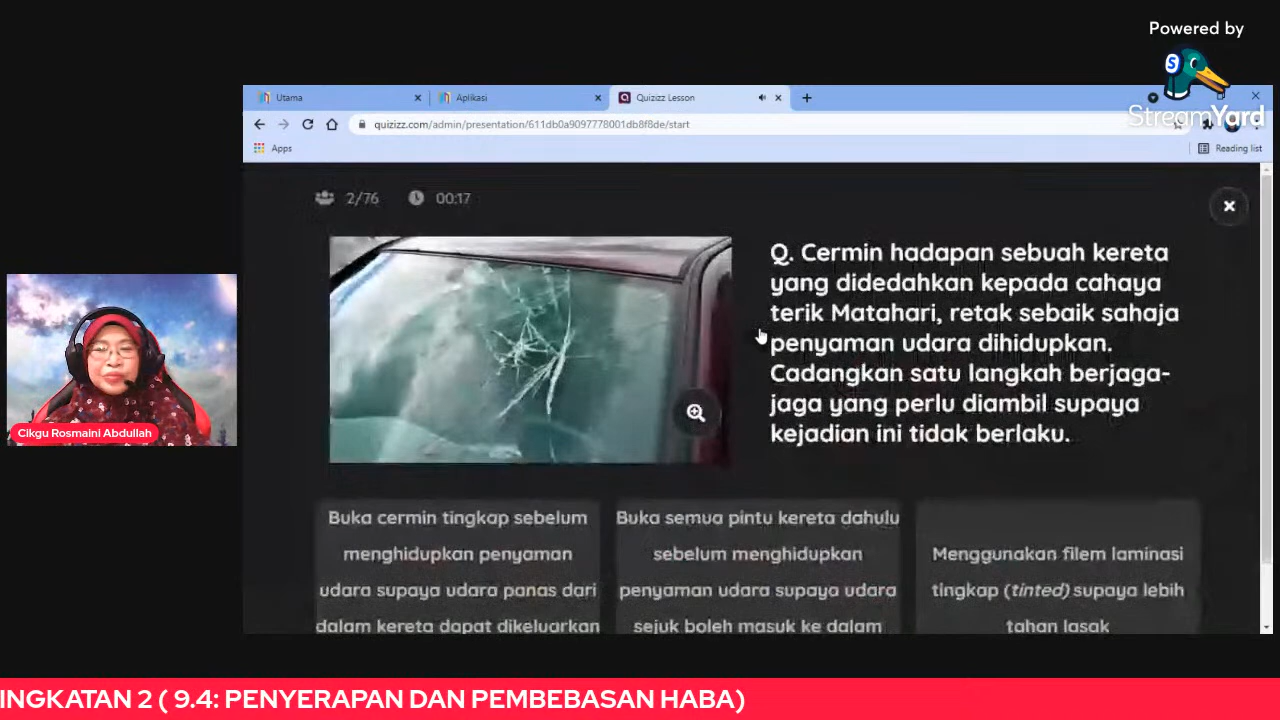 Powered by
S
StreamYard
Utama
Aplikasi
Quizizz Lesson
quizizz.com/admin/presentation/611db0a9097778001db8f8de/start
Apps
Reading list
2/76
00:17
Q. Cermin hadapan sebuah kereta
yang didedahkan kepada cahaya
terik Matahari, retak sebaik sahaja
penyaman udara dihidupkan.
Cadangkan satu langkah berjaga-
jaga yang perlu diambil supaya
kejadian ini tidak berlaku.
Buka cermin tingkap sebelum
menghidupkan penyaman
udara supaya udara panas dari
dalam kereta dapat dikeluarkan
Buka semua pintu kereta dahulu
sebelum menghidupkan
penyaman udara supaya udara
sejuk boleh masuk ke dalam
Menggunakan filem laminasi
tingkap (tinted) supaya lebih
tahan lasak
Cikgu Rosmaini Abdullah
INGKATAN 2 ( 9.4: PENYERAPAN DAN PEMBEBASAN HABA)